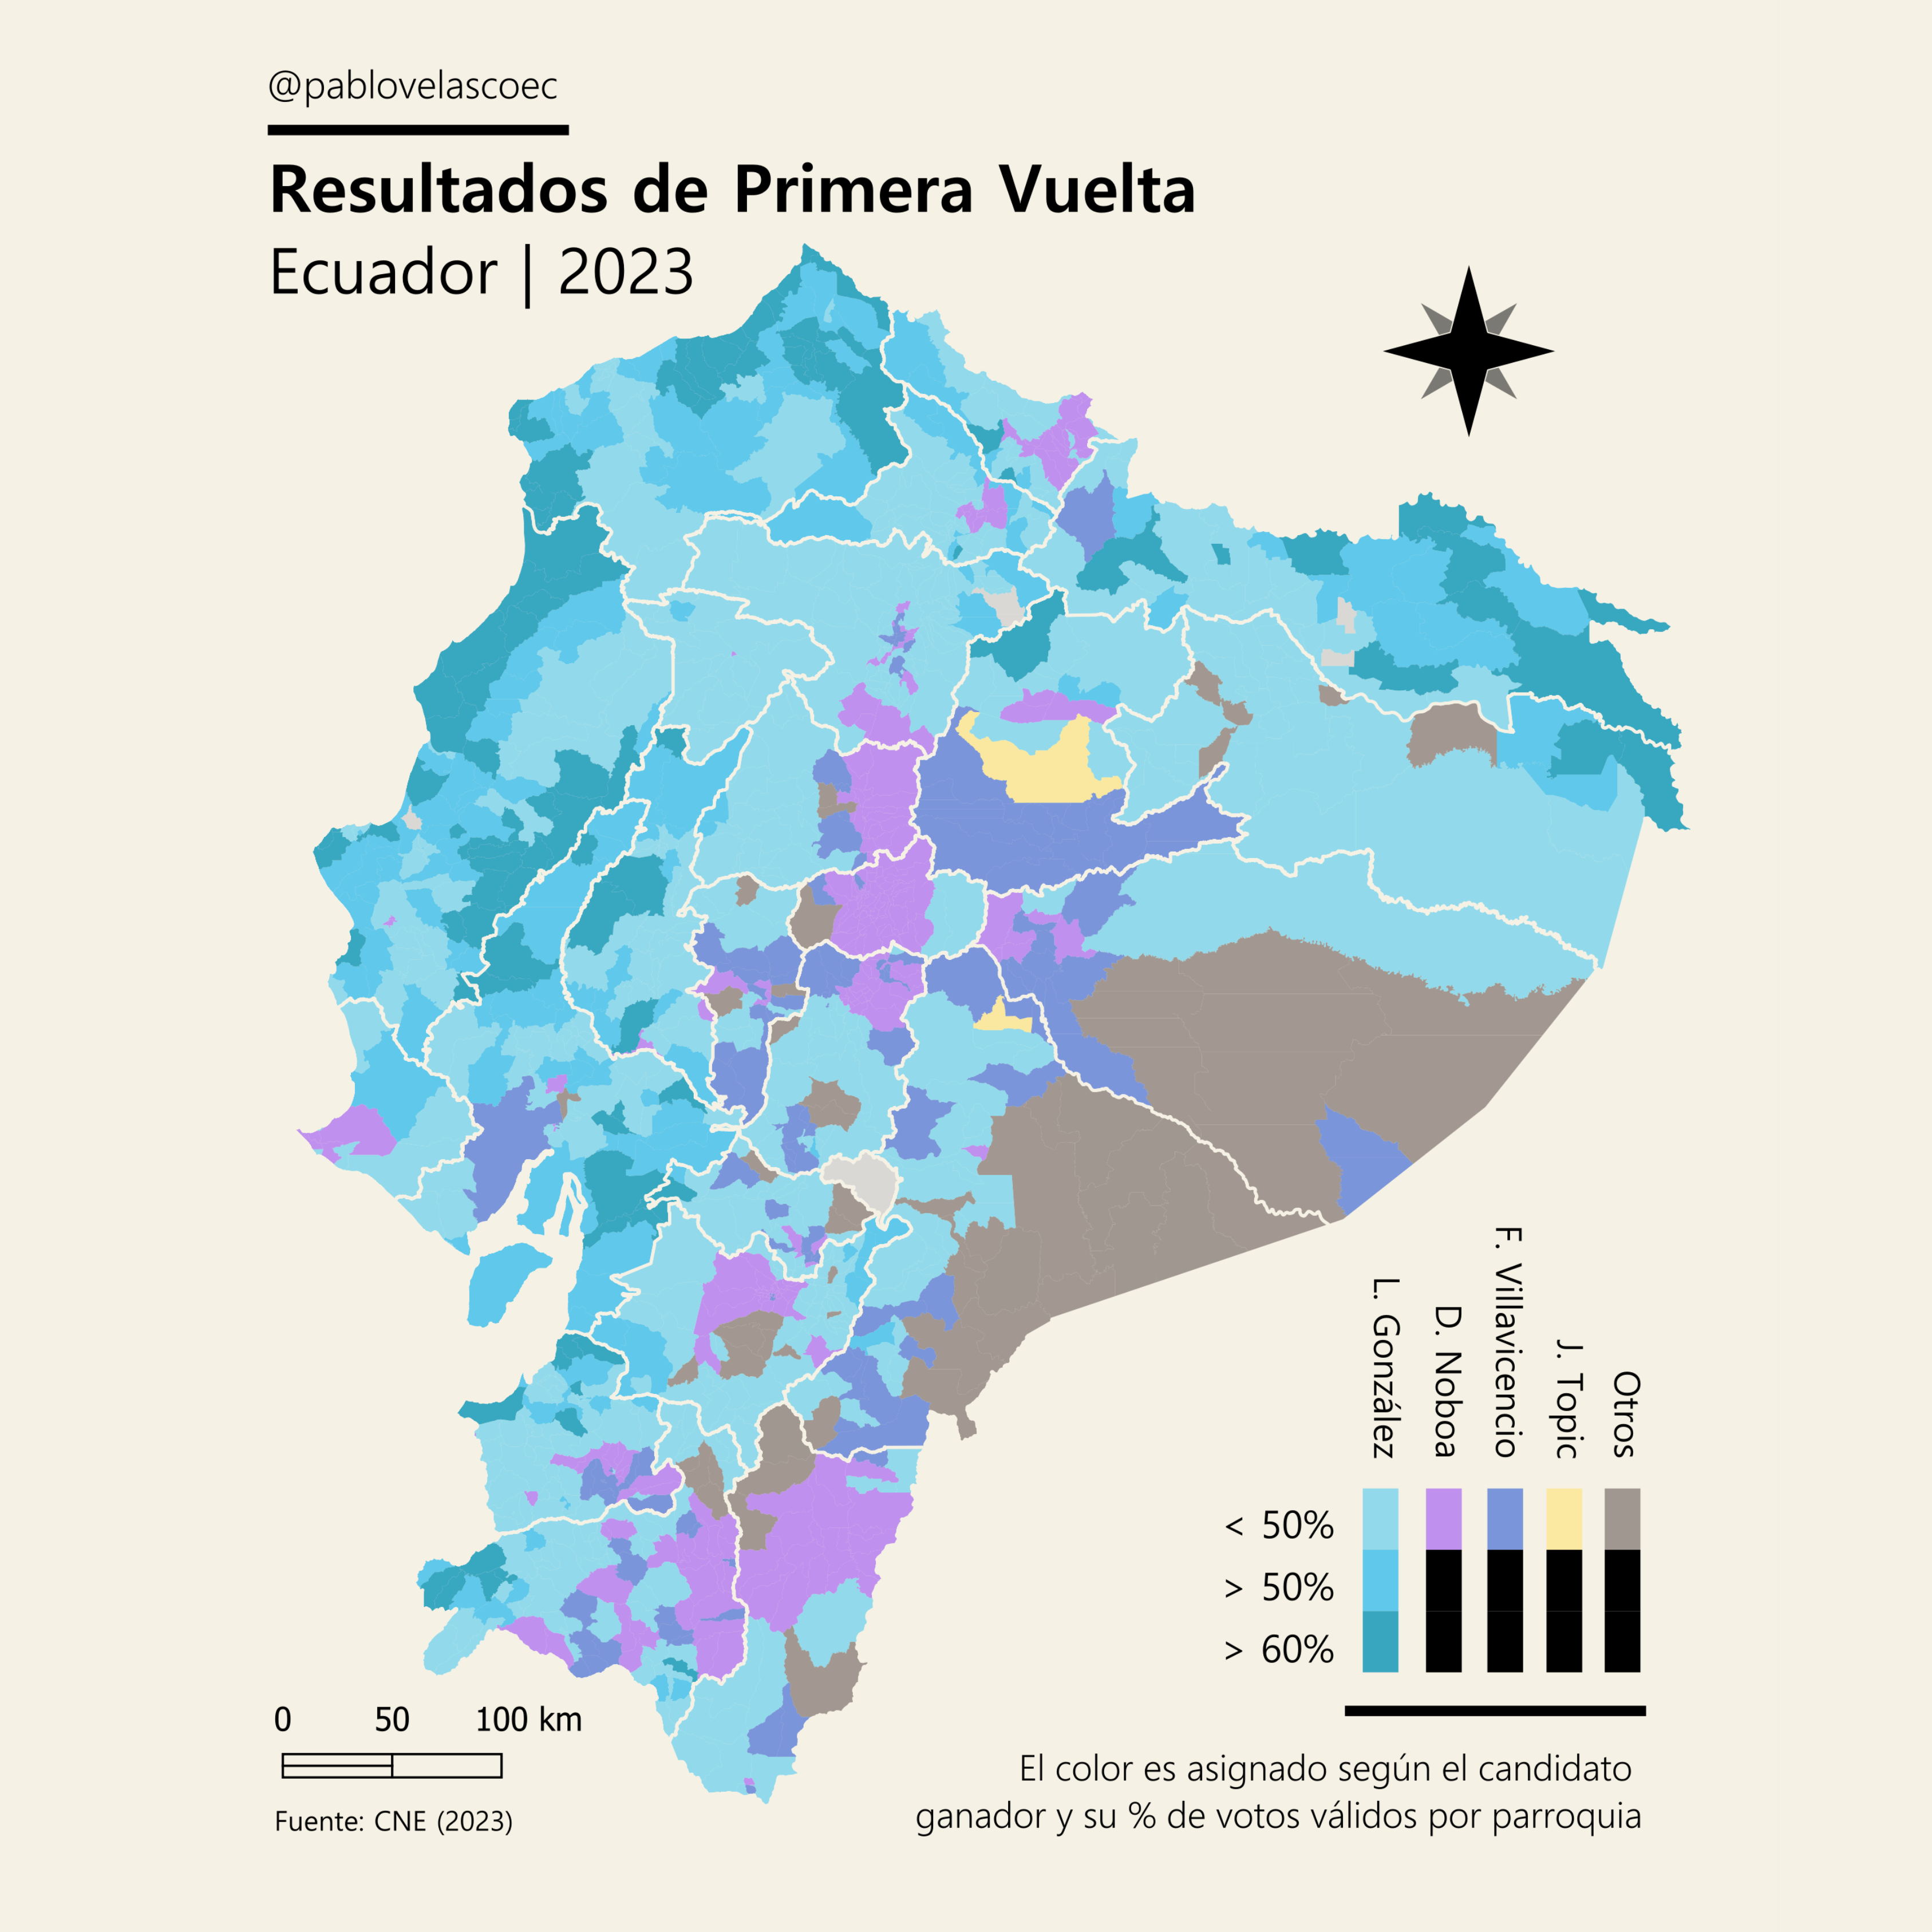 @pablovelascoec
Resultados de Primera Vuelta
Ecuador | 2023
L. González
D. Noboa
F. Villavicencio
J. Topic
Otros
< 50%
> 50%
> 60%
0 50 100 km
Fuente: CNE (2023)
El color es asignado según el candidato
ganador y su % de votos válidos por parroquia